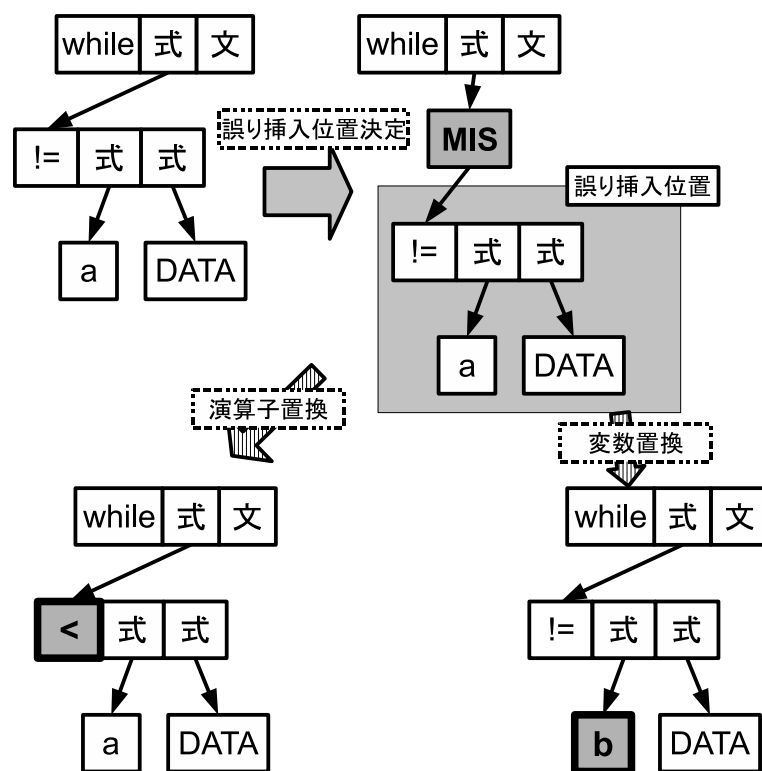 while 式 文
!= 式 式
a DATA
誤り挿入位置決定
while 式 文
MIS
誤り挿入位置
!= 式 式
a DATA
演算子置換
変数置換
while 式 文
< 式 式
a DATA
while 式 文
!= 式 式
b DATA